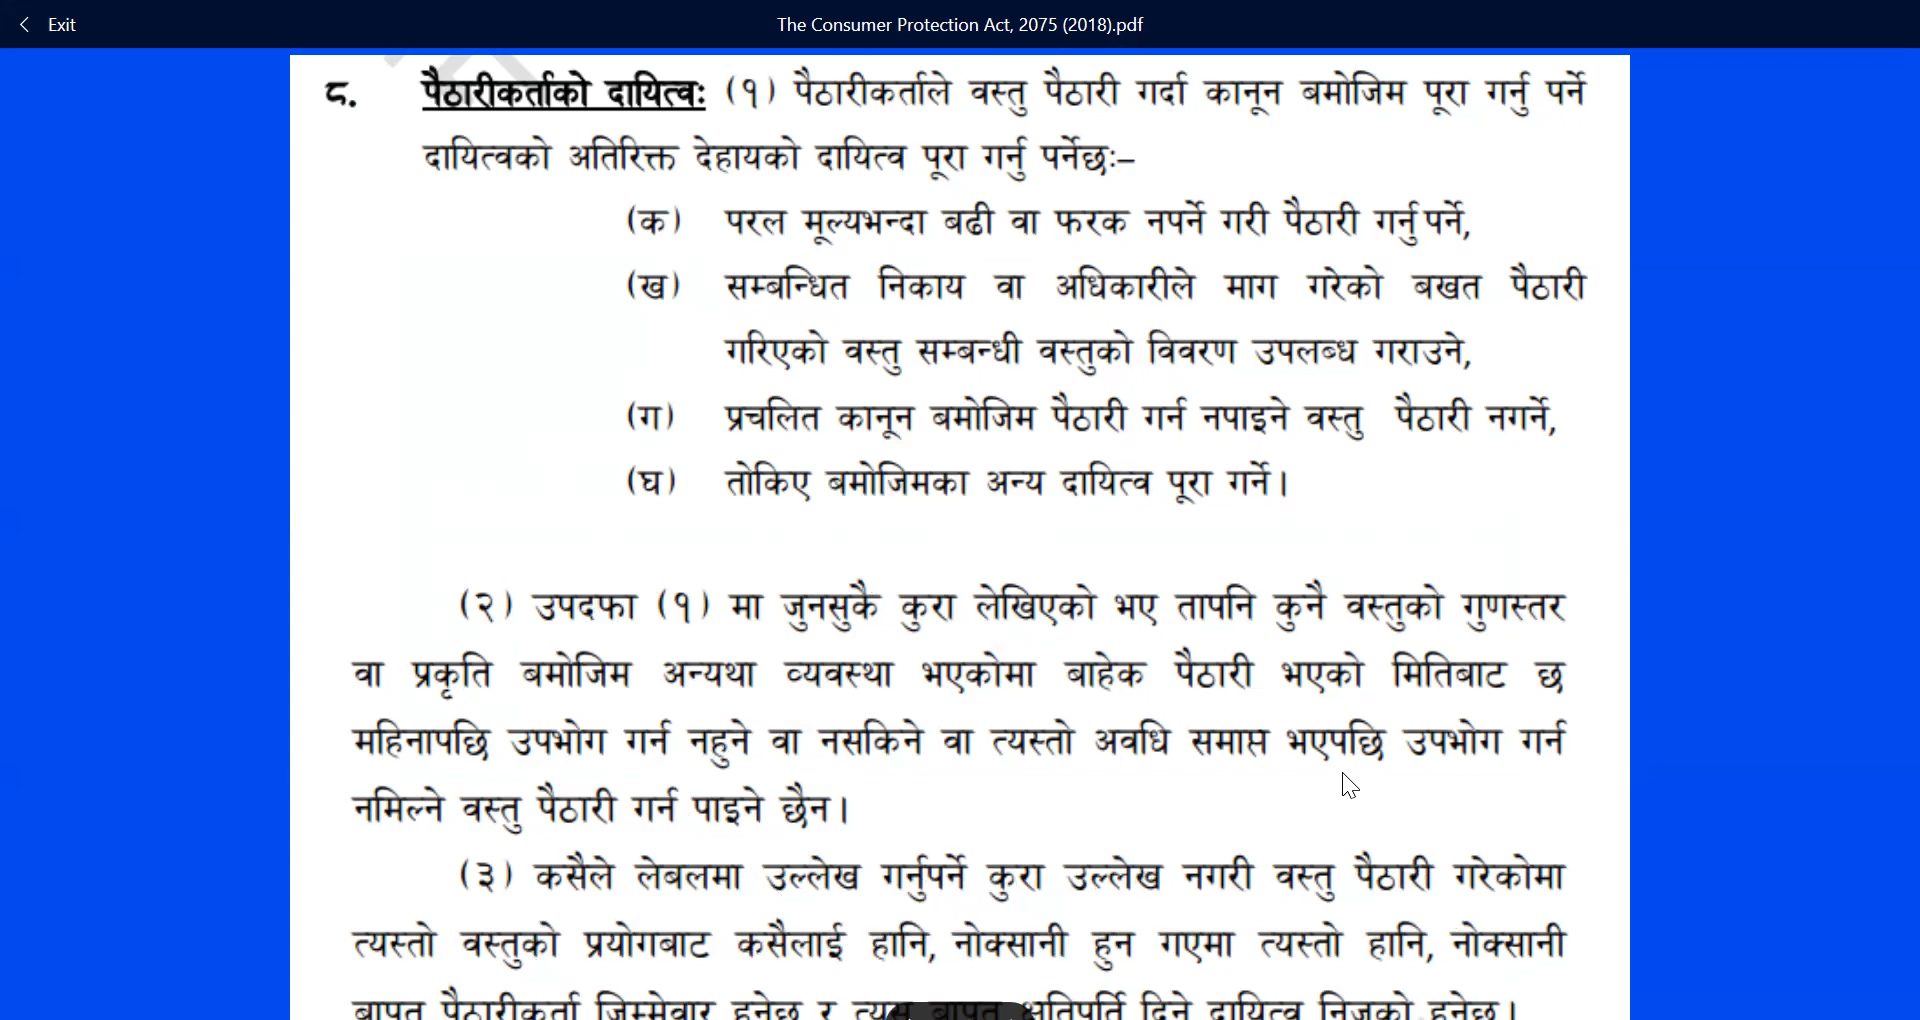 Exit
The Consumer Protection Act, 2075 (2018).pdf
८. पैठारीकर्ताको दायित्वः (१) पैठारीकर्ताले वस्तु पैठारी गर्दा कानून बमोजिम पूरा गर्नु पर्ने
दायित्वको अतिरिक्त देहायको दायित्व पूरा गर्नु पर्नेछः–
(क) परल मूल्यभन्दा बढी वा फरक नपर्ने गरी पैठारी गर्नुपर्ने,
(ख) सम्बन्धित निकाय वा अधिकारीले माग गरेको बखत पैठारी
गरिएको वस्तु सम्बन्धी वस्तुको विवरण उपलब्ध गराउने,
(ग) प्रचलित कानून बमोजिम पैठारी गर्न नपाइने वस्तु पैठारी नगर्ने,
(घ) तोकिए बमोजिमका अन्य दायित्व पूरा गर्ने।
(२) उपदफा (१) मा जुनसुकै कुरा लेखिएको भए तापनि कुनै वस्तुको गुणस्तर
वा प्रकृति बमोजिम अन्यथा व्यवस्था भएकोमा बाहेक पैठारी भएको मितिबाट छ
महिनापछि उपभोग गर्न नहुने वा नसकिने वा त्यस्तो अवधि समाप्त भएपछि उपभोग गर्न
नमिल्ने वस्तु पैठारी गर्न पाइने छैन।
(३) कसैले लेबलमा उल्लेख गर्नुपर्ने कुरा उल्लेख नगरी वस्तु पैठारी गरेकोमा
त्यस्तो वस्तुको प्रयोगबाट कसैलाई हानि, नोक्सानी हुन गएमा त्यस्तो हानि, नोक्सानी
बापत पैठारीकर्ता जिम्मेवार हुनेछ र त्यस बापत क्षतिपूर्ति दिने दायित्व निजको हुनेछ।